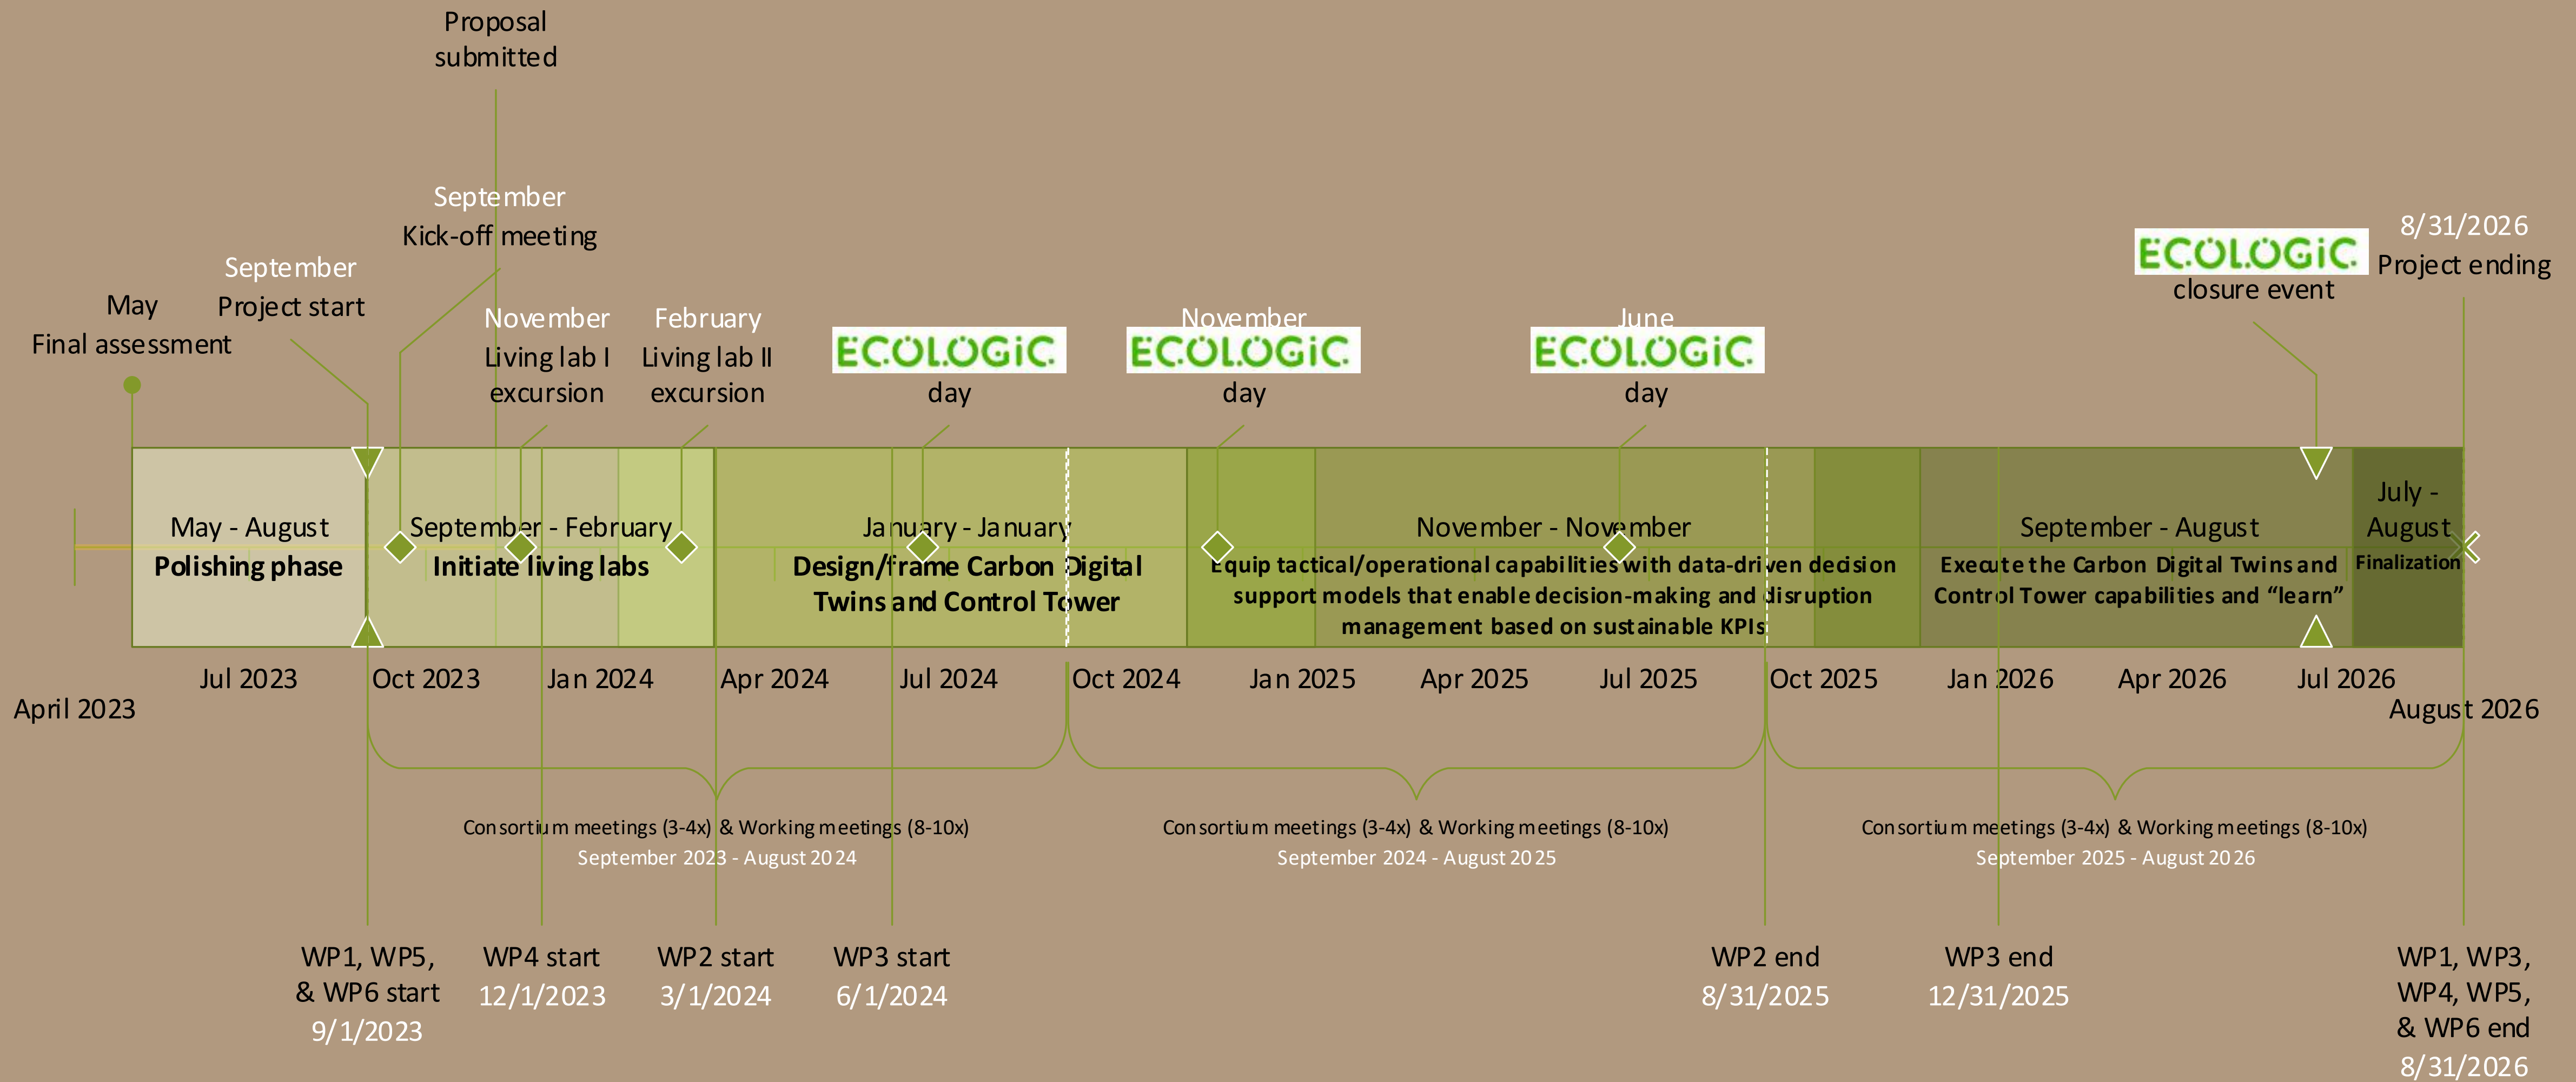 Proposal
submitted
September
Kick-off meeting
September
Project start
May
Final assessment
November
Living lab I
excursion
February
Living lab II
excursion
ECOLOGiC
day
November
ECOLOGiC
day
June
ECOLOGiC
day
ECOLOGiC
closure event
8/31/2026
Project ending
May - August
Polishing phase
September - February
Initiate living labs
January - January
Design/frame Carbon Digital
Twins and Control Tower
November - November
Equip tactical/operational capabilities with data-driven decision
support models that enable decision-making and disruption
management based on sustainable KPIs
September - August
Execute the Carbon Digital Twins and
Control Tower capabilities and “learn”
July -
August
Finalization
Jul 2023
Oct 2023
Jan 2024
Apr 2024
Jul 2024
Oct 2024
Jan 2025
Apr 2025
Jul 2025
Oct 2025
Jan 2026
Apr 2026
Jul 2026
April 2023
August 2026
Consortium meetings (3-4x) & Working meetings (8-10x)
September 2023 - August 2024
Consortium meetings (3-4x) & Working meetings (8-10x)
September 2024 - August 2025
Consortium meetings (3-4x) & Working meetings (8-10x)
September 2025 - August 2026
WP1, WP5,
& WP6 start
9/1/2023
WP4 start
12/1/2023
WP2 start
3/1/2024
WP3 start
6/1/2024
WP2 end
8/31/2025
WP3 end
12/31/2025
WP1, WP3,
WP4, WP5,
& WP6 end
8/31/2026